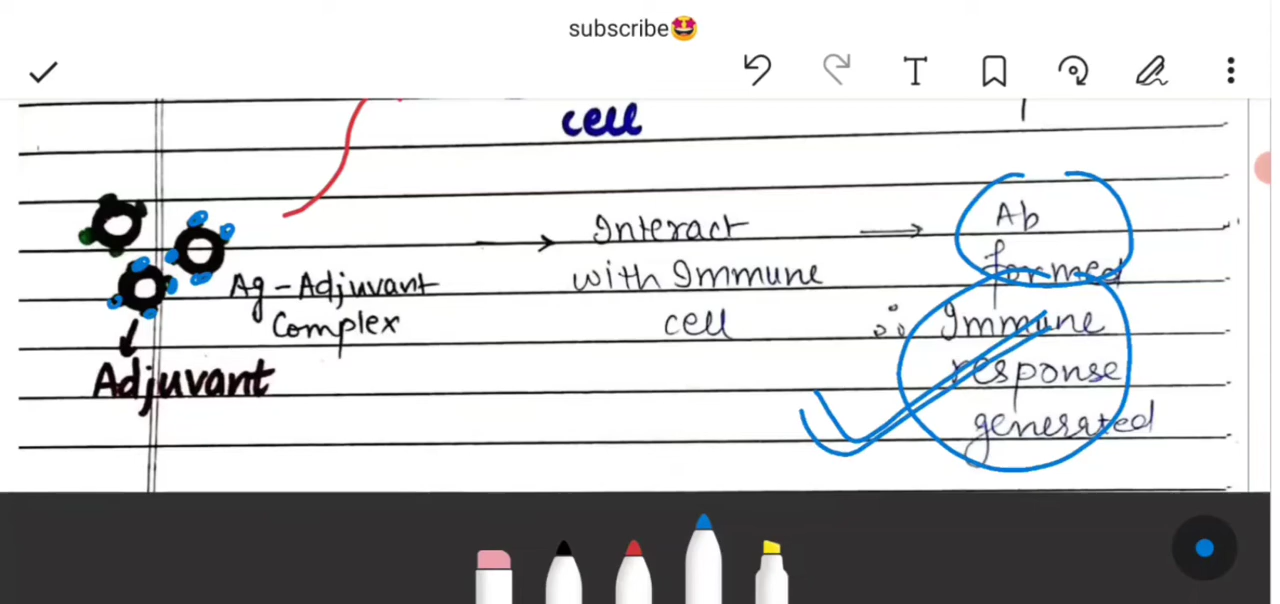 subscribe🤩
T
cell
Interact
Ab
with Immune
formed
Ag-Adjuvant
Complex
cell
∴ Immune
Adjuvant
response
generated